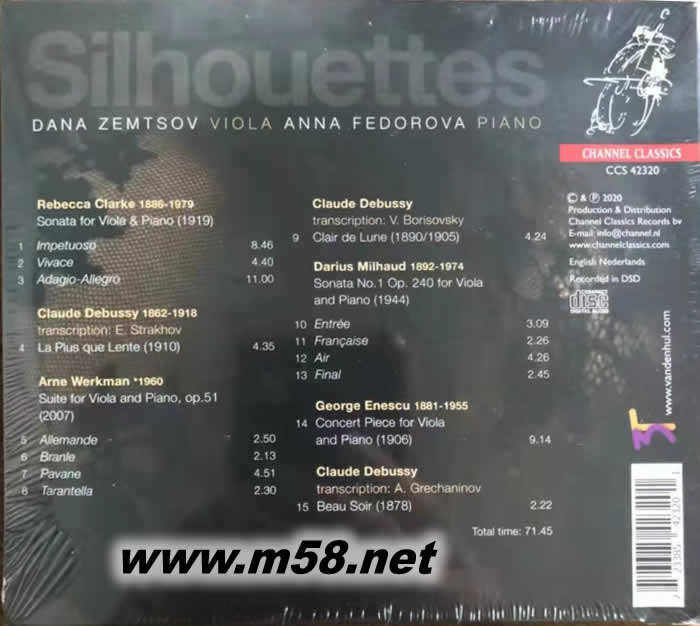 Silhouettes
DANA ZEMTSOV VIOLA ANNA FEDOROVA PIANO
CHANNEL CLASSICS
CCS 42320
Rebecca Clarke 1886-1979
Sonata for Viola & Piano (1919)
1 Impetuoso 8.46
2 Vivace 4.40
3 Adagio-Allegro 11.00
Claude Debussy 1862-1918
transcription: E. Strakhov
4 La Plus que Lente (1910) 4.35
Arne Werkman *1960
Suite for Viola and Piano, op.51
(2007)
5 Allemande 2.50
6 Branle 2.13
7 Pavane 4.51
8 Tarantella 2.30
Claude Debussy
transcription: V. Borisovsky
9 Clair de Lune (1890/1905) 4.24
Darius Milhaud 1892-1974
Sonata No.1 Op. 240 for Viola
and Piano (1944)
10 Entrée 3.09
11 Française 2.26
12 Air 4.26
13 Final 2.45
George Enescu 1881-1955
14 Concert Piece for Viola
and Piano (1906) 9.14
Claude Debussy
transcription: A. Grechaninov
15 Beau Soir (1878) 2.22
Total time: 71.45
© & ℗ 2020
Production & Distribution
Channel Classics Records bv
E-mail: info@channel.nl
www.channelclassics.com
English Nederlands
Recorded in DSD
COMPACT
disc
DIGITAL AUDIO
www.vandenhul.com
7 23385 42320 1
www.m58.net